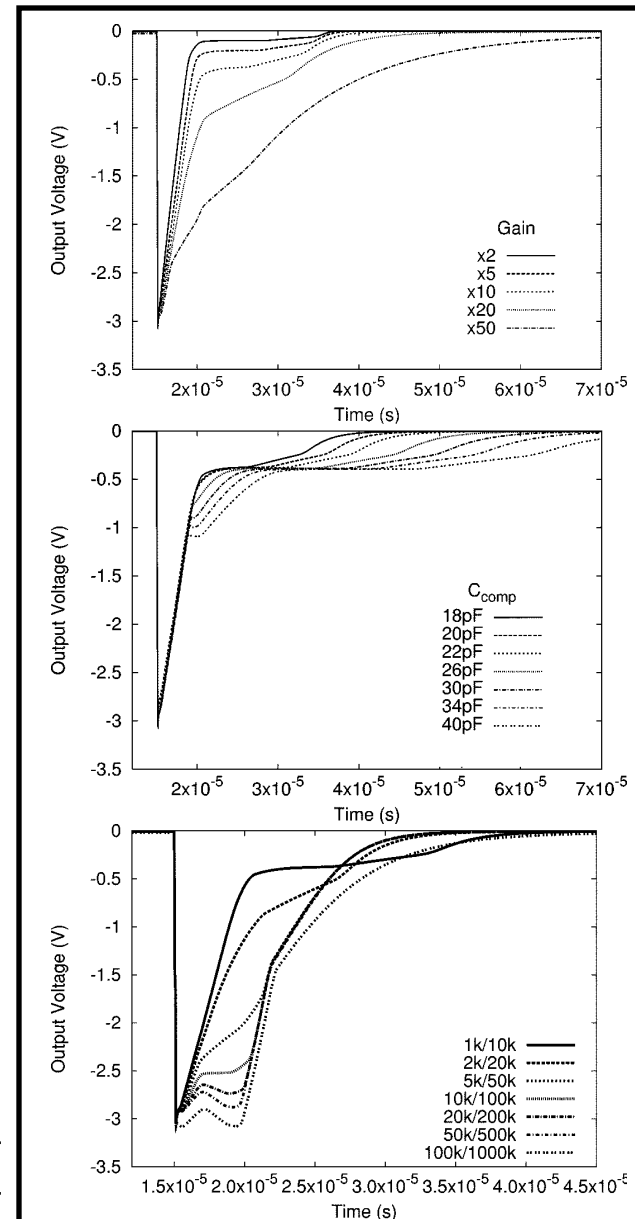 0
-0.5
-1
-1.5
-2
-2.5
-3
-3.5
Output Voltage (V)
Gain
x2
x5
x10
x20
x50
2x10-5 3x10-5 4x10-5 5x10-5 6x10-5 7x10-5
Time (s)
0
-0.5
-1
-1.5
-2
-2.5
-3
-3.5
Output Voltage (V)
Ccomp
18pF
20pF
22pF
26pF
30pF
34pF
40pF
2x10-5 3x10-5 4x10-5 5x10-5 6x10-5 7x10-5
Time (s)
0
-0.5
-1
-1.5
-2
-2.5
-3
-3.5
Output Voltage (V)
1k/10k
2k/20k
5k/50k
10k/100k
20k/200k
50k/500k
100k/1000k
1.5x10-5 2.0x10-5 2.5x10-5 3.0x10-5 3.5x10-5 4.0x10-5 4.5x10-5
Time (s)